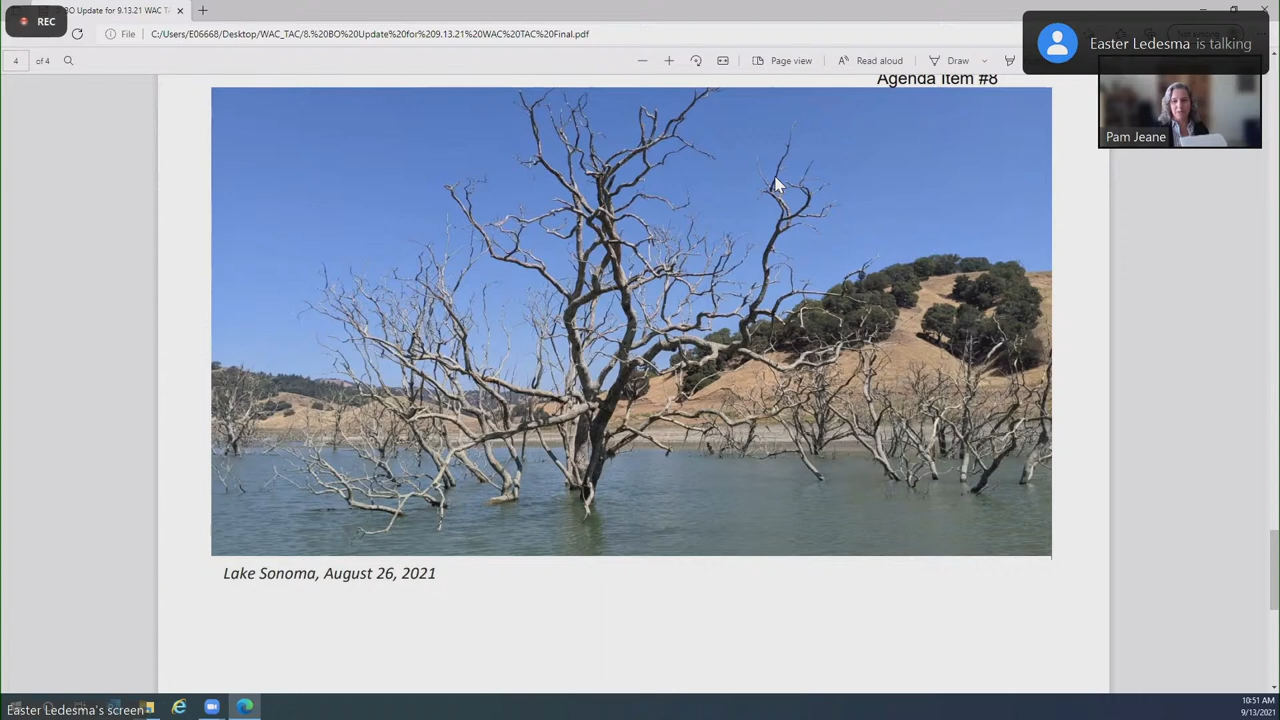 REC
BO Update for 9.13.21 WAC T
File
C:/Users/E06668/Desktop/WAC_TAC/8.%20BO%20Update%20for%209.13.21%20WAC%20TAC%20Final.pdf
Easter Ledesma is talking
4 of 4
Page view
Read aloud
Draw
Agenda Item #8
Pam Jeane
Lake Sonoma, August 26, 2021
Easter Ledesma's screen
10:51 AM
9/13/2021